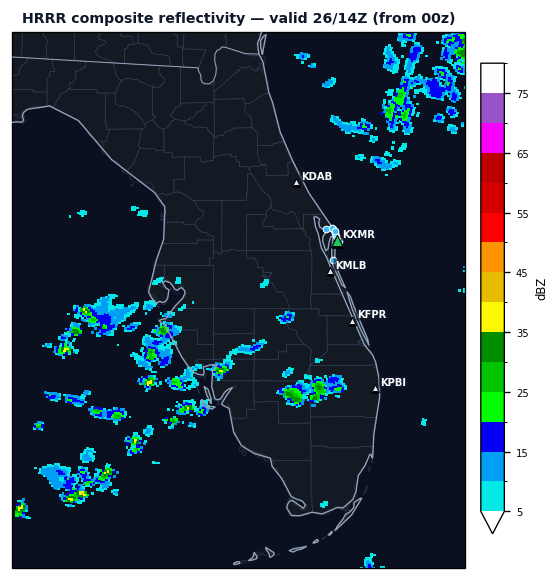 HRRR composite reflectivity — valid 26/14Z (from 00z)
KDAB
KXMR
KMLB
KFPR
KPBI
75
65
55
45
35
25
15
5
dBZ